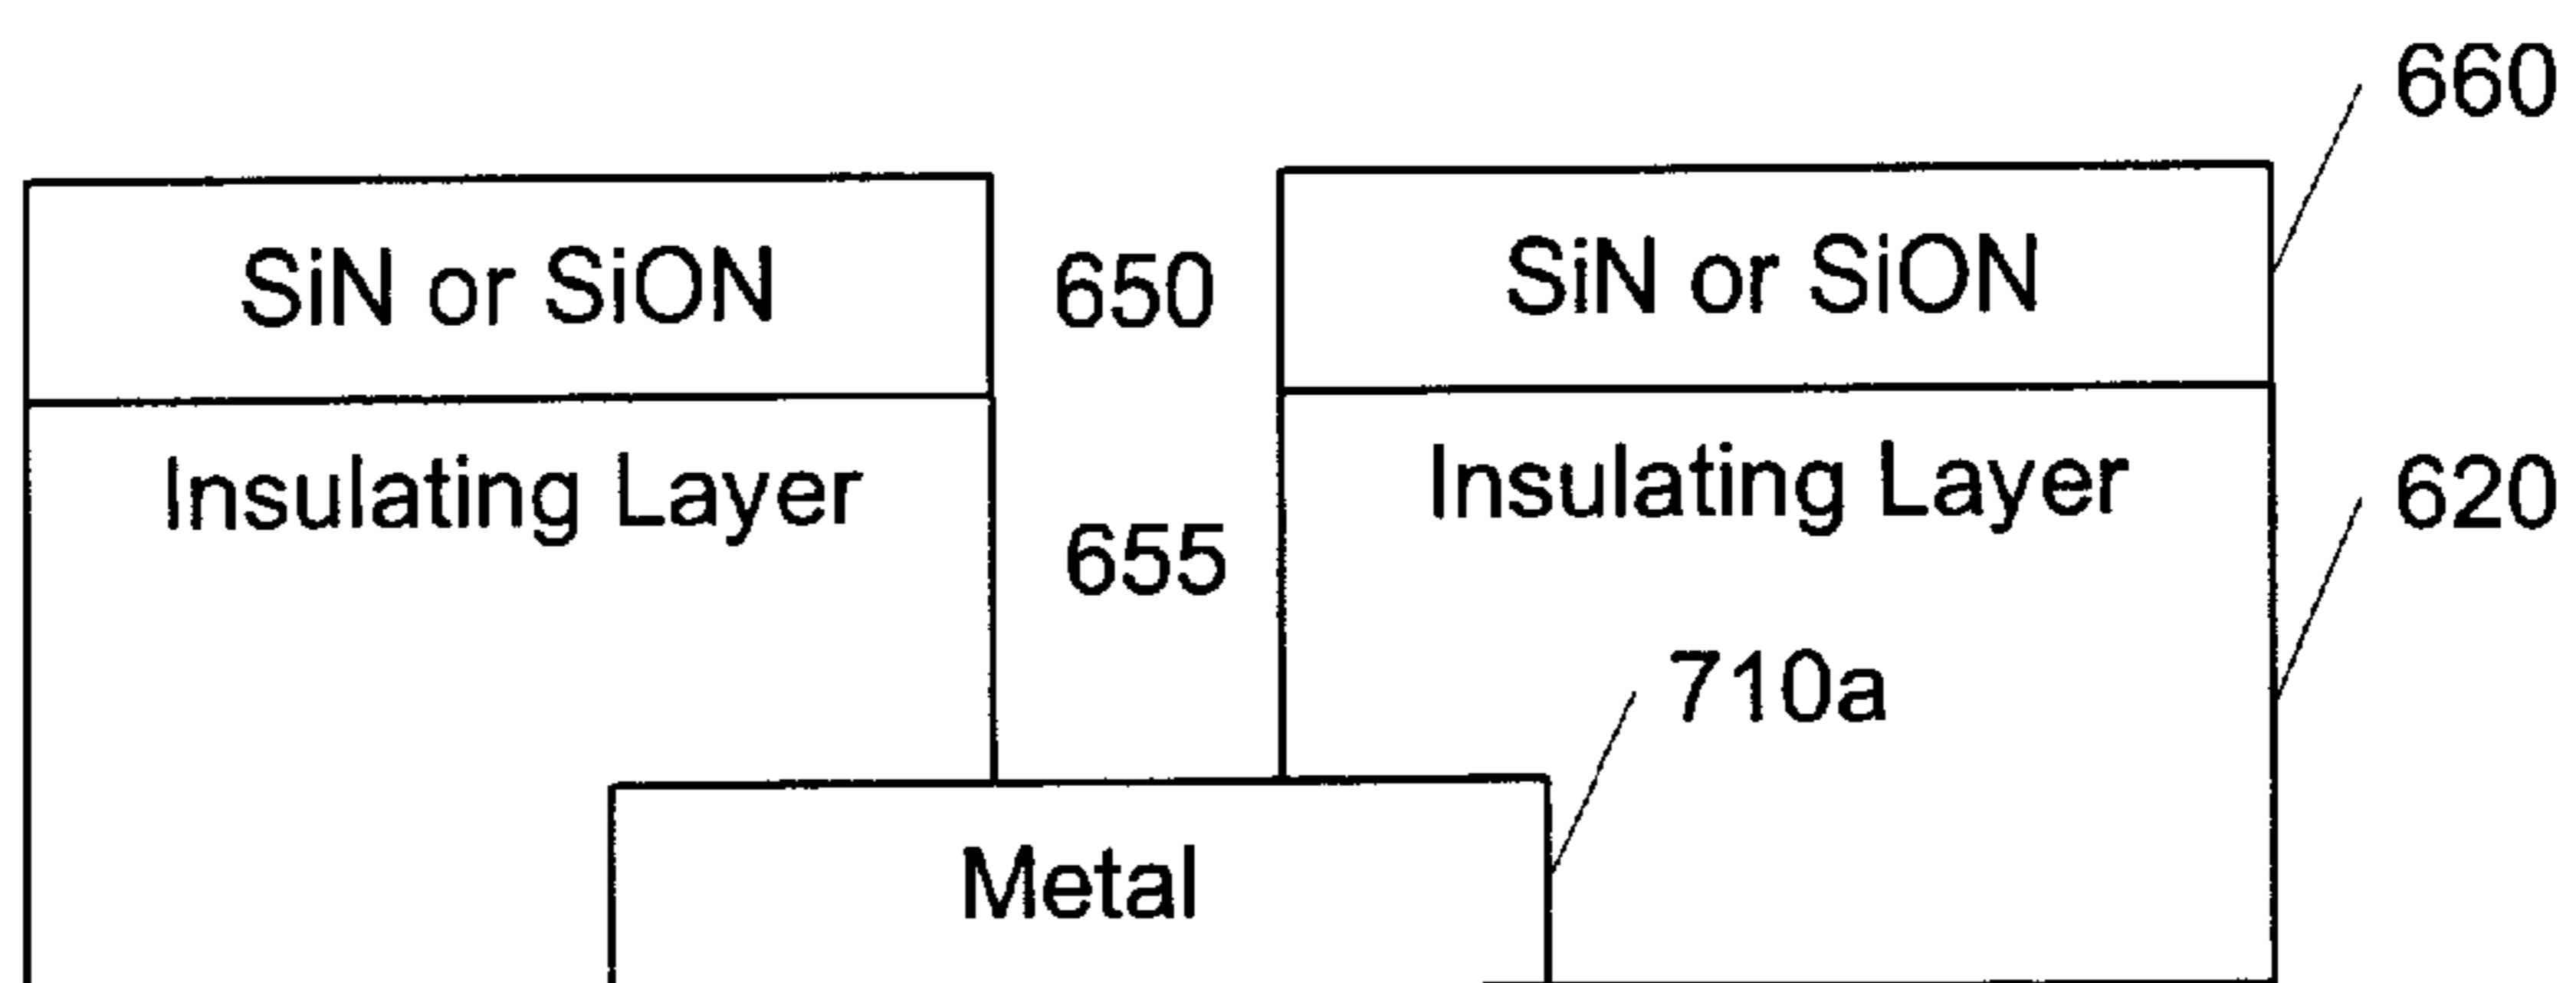 660
SiN or SiON
650
SiN or SiON
Insulating Layer
655
Insulating Layer
620
710a
Metal